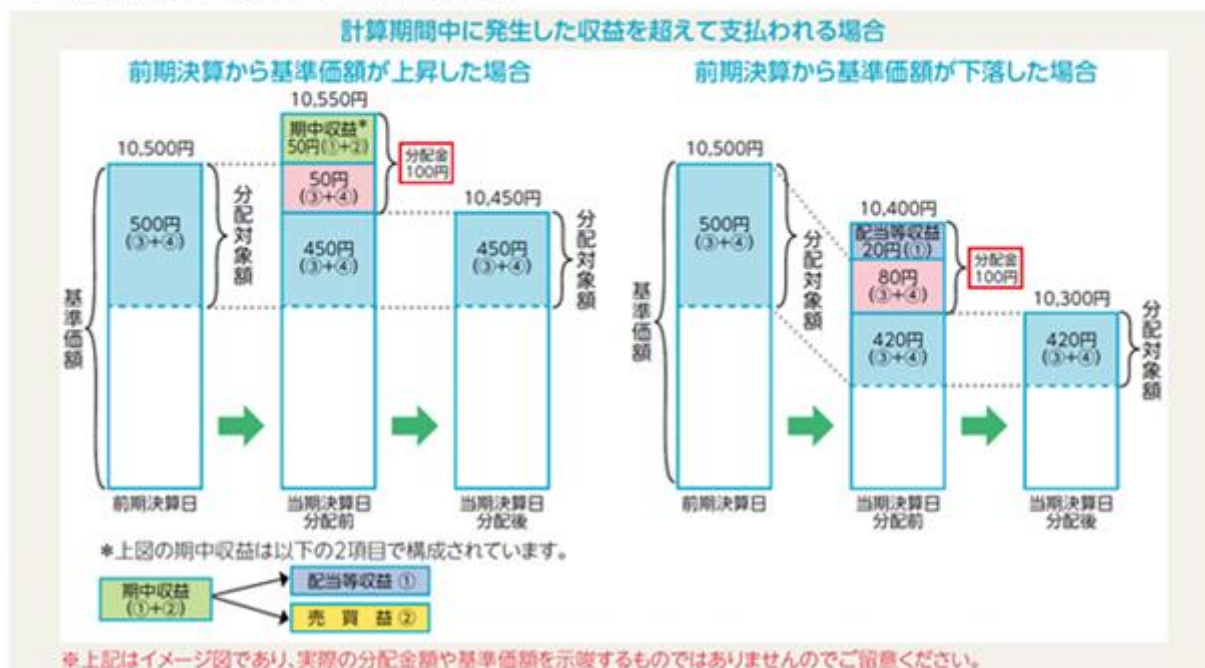 計算期間中に発生した収益を超えて支払われる場合
前期決算から基準価額が上昇した場合
10,550円
期中収益*
50円(①+②)
10,500円
分配金
100円
50円
(③+④)
10,450円
500円
(③+④)
分配対象額
450円
(③+④)
450円
(③+④)
分配対象額
基準価額
前期決算日
当期決算日
分配前
当期決算日
分配後
前期決算から基準価額が下落した場合
10,500円
10,400円
500円
(③+④)
分配対象額
配当等収益
20円(①)
分配金
100円
80円
(③+④)
10,300円
基準価額
420円
(③+④)
420円
(③+④)
分配対象額
前期決算日
当期決算日
分配前
当期決算日
分配後
*上図の期中収益は以下の2項目で構成されています。
期中収益
(①+②)
配当等収益 ①
売 買 益 ②
※上記はイメージ図であり、実際の分配金額や基準価額を示唆するものではありませんのでご留意ください。